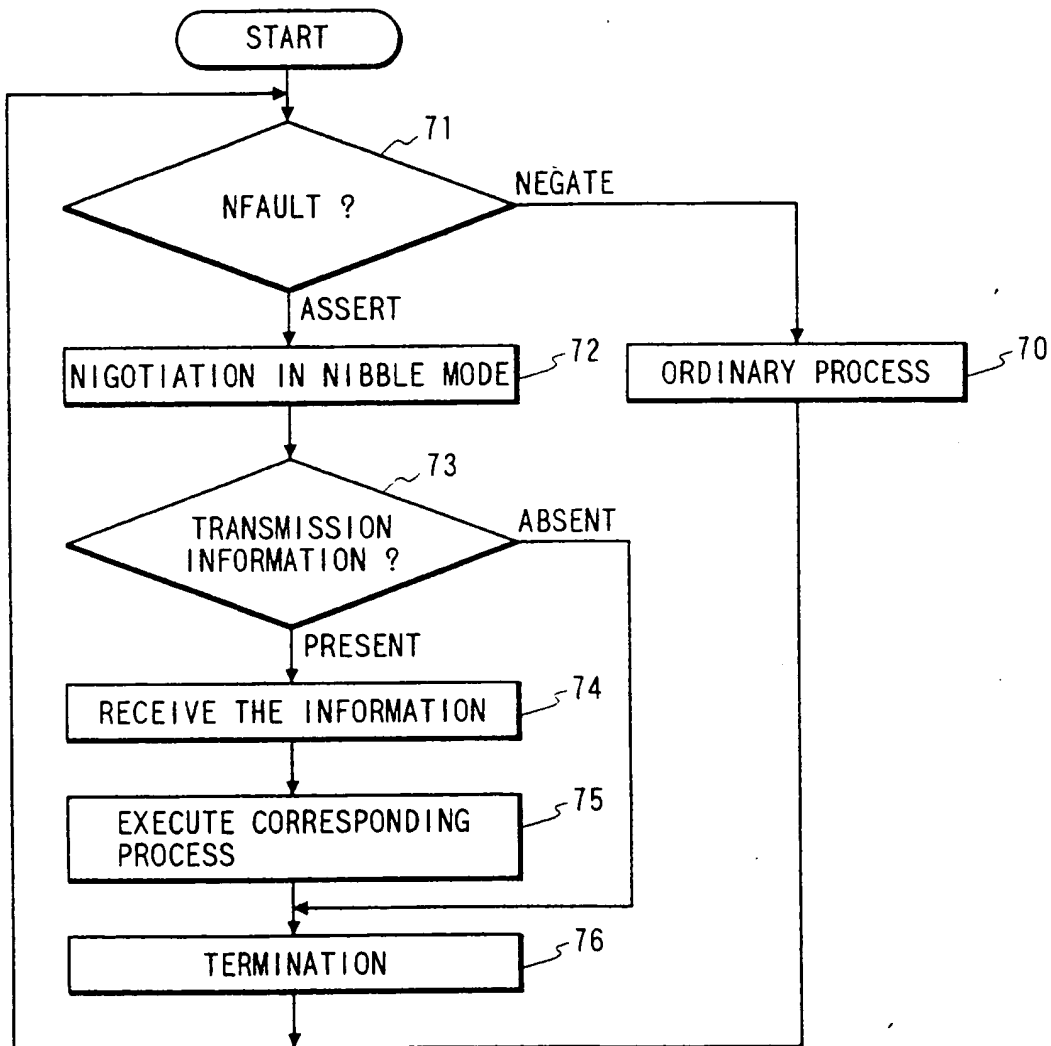 START
71
NFAULT ?
NEGATE
ASSERT
72
NIGOTIATION IN NIBBLE MODE
70
ORDINARY PROCESS
73
TRANSMISSION
INFORMATION ?
ABSENT
PRESENT
74
RECEIVE THE INFORMATION
75
EXECUTE CORRESPONDING
PROCESS
76
TERMINATION